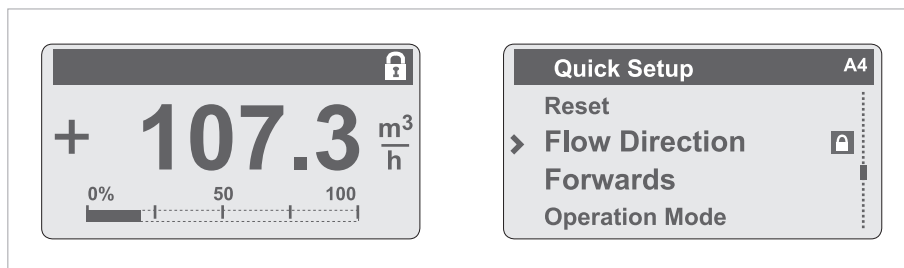 + 107.3 m³/h
0% 50 100
Quick Setup A4
Reset
Flow Direction
Forwards
Operation Mode